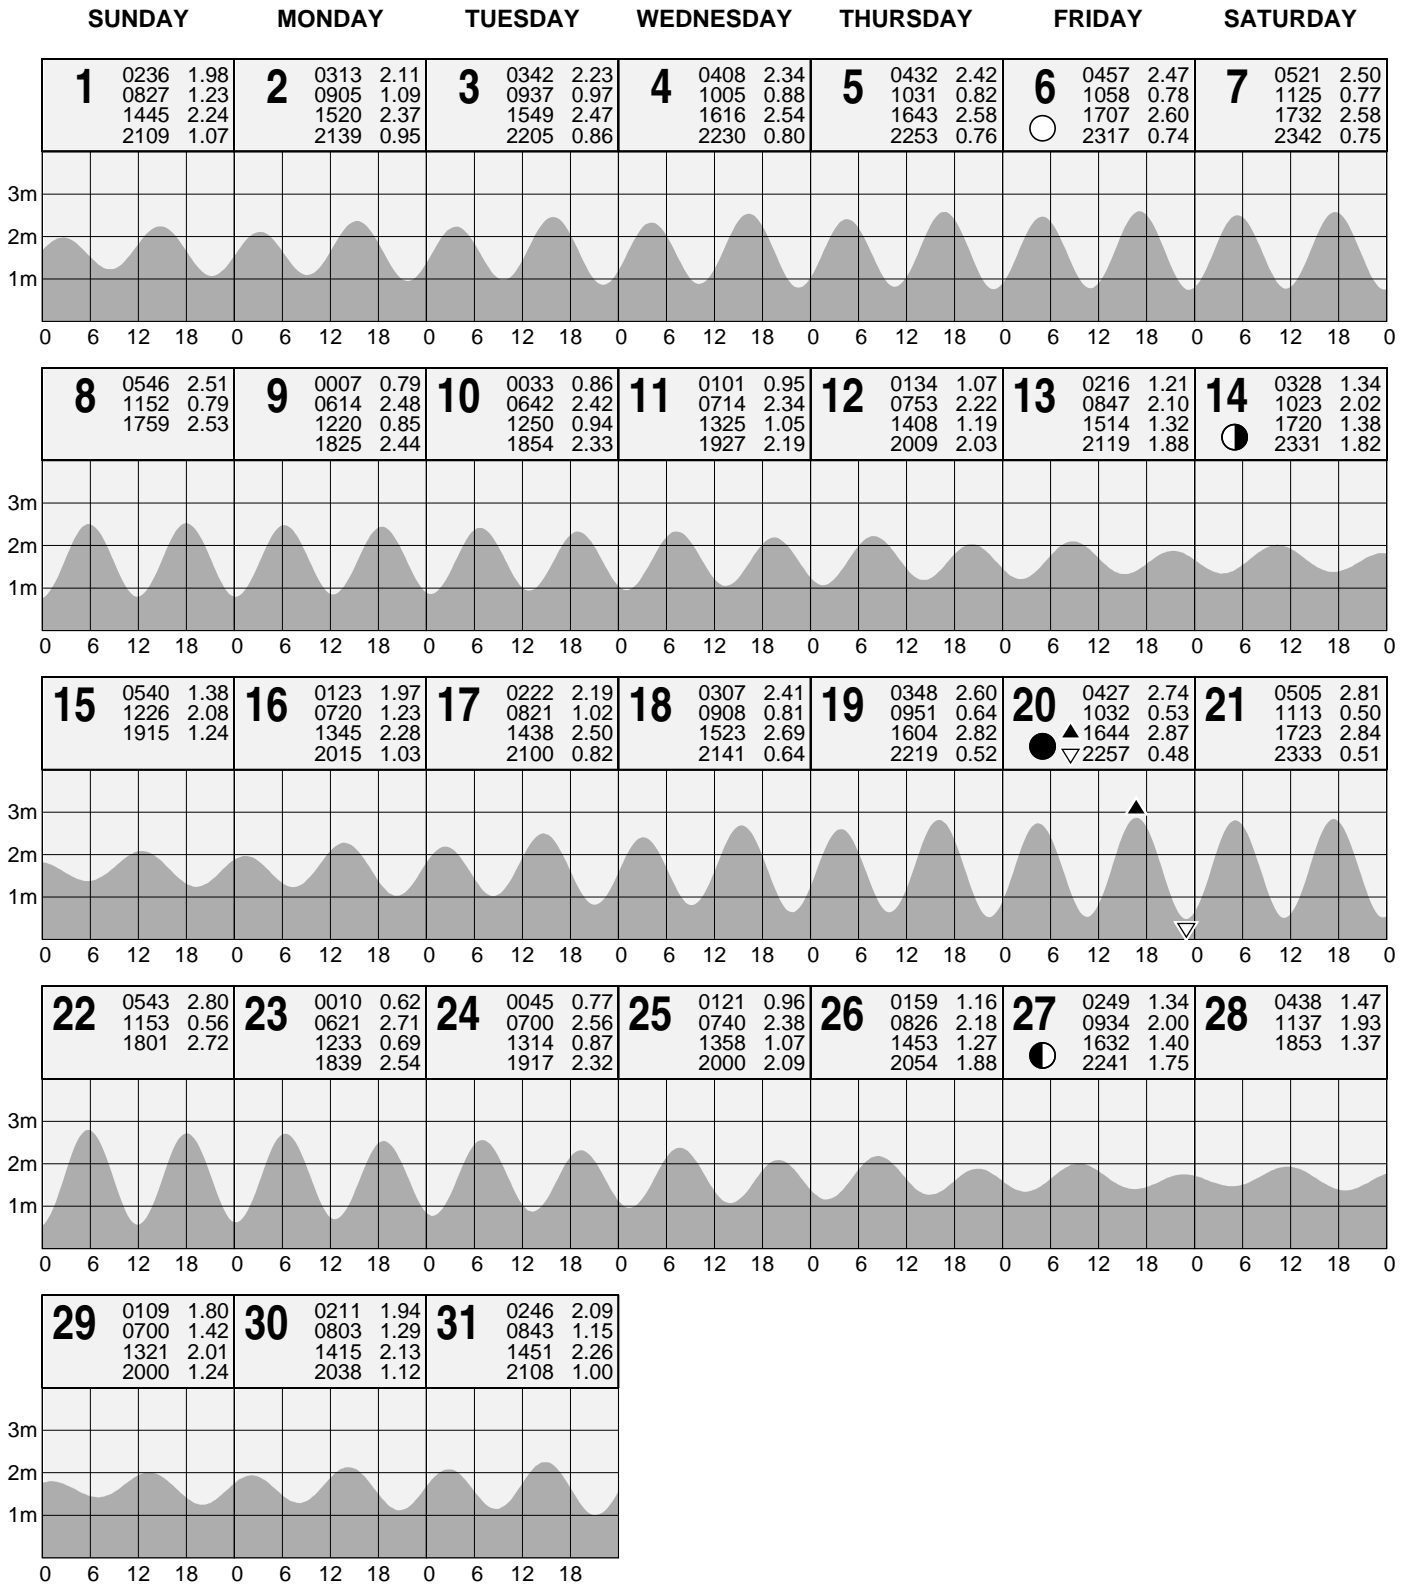 SUNDAY MONDAY TUESDAY WEDNESDAY THURSDAY FRIDAY SATURDAY
1 0236 1.98 2 0313 2.11 3 0342 2.23 4 0408 2.34 5 0432 2.42 6 0457 2.47 7 0521 2.50
0827 1.23 0905 1.09 0937 0.97 1005 0.88 1031 0.82 1058 0.78 1125 0.77
1445 2.24 1520 2.37 1549 2.47 1616 2.54 1643 2.58 1707 2.60 1732 2.58
2109 1.07 2139 0.95 2205 0.86 2230 0.80 2253 0.76 2317 0.74 2342 0.75
3m
2m
1m
0 6 12 18 0 6 12 18 0 6 12 18 0 6 12 18 0 6 12 18 0 6 12 18 0 6 12 18 0
8 0546 2.51 9 0007 0.79 10 0033 0.86 11 0101 0.95 12 0134 1.07 13 0216 1.21 14 0328 1.34
1152 0.79 0614 2.48 0642 2.42 0714 2.34 0753 2.22 0847 2.10 1023 2.02
1759 2.53 1220 0.85 1250 0.94 1325 1.05 1408 1.19 1514 1.32 1720 1.38
1825 2.44 1854 2.33 1927 2.19 2009 2.03 2119 1.88 2331 1.82
3m
2m
1m
0 6 12 18 0 6 12 18 0 6 12 18 0 6 12 18 0 6 12 18 0 6 12 18 0 6 12 18 0
15 0540 1.38 16 0123 1.97 17 0222 2.19 18 0307 2.41 19 0348 2.60 20 0427 2.74 21 0505 2.81
1226 2.08 0720 1.23 0821 1.02 0908 0.81 0951 0.64 1032 0.53 1113 0.50
1915 1.24 1345 2.28 1438 2.50 1523 2.69 1604 2.82 1644 2.87 1723 2.84
2015 1.03 2100 0.82 2141 0.64 2219 0.52 2257 0.48 2333 0.51
3m
2m
1m
0 6 12 18 0 6 12 18 0 6 12 18 0 6 12 18 0 6 12 18 0 6 12 18 0 6 12 18 0
22 0543 2.80 23 0010 0.62 24 0045 0.77 25 0121 0.96 26 0159 1.16 27 0249 1.34 28 0438 1.47
1153 0.56 0621 2.71 0700 2.56 0740 2.38 0826 2.18 0934 2.00 1137 1.93
1801 2.72 1233 0.69 1314 0.87 1358 1.07 1453 1.27 1632 1.40 1853 1.37
1839 2.54 1917 2.32 2000 2.09 2054 1.88 2241 1.75
3m
2m
1m
0 6 12 18 0 6 12 18 0 6 12 18 0 6 12 18 0 6 12 18 0 6 12 18 0 6 12 18 0
29 0109 1.80 30 0211 1.94 31 0246 2.09
0700 1.42 0803 1.29 0843 1.15
1321 2.01 1415 2.13 1451 2.26
2000 1.24 2038 1.12 2108 1.00
3m
2m
1m
0 6 12 18 0 6 12 18 0 6 12 18